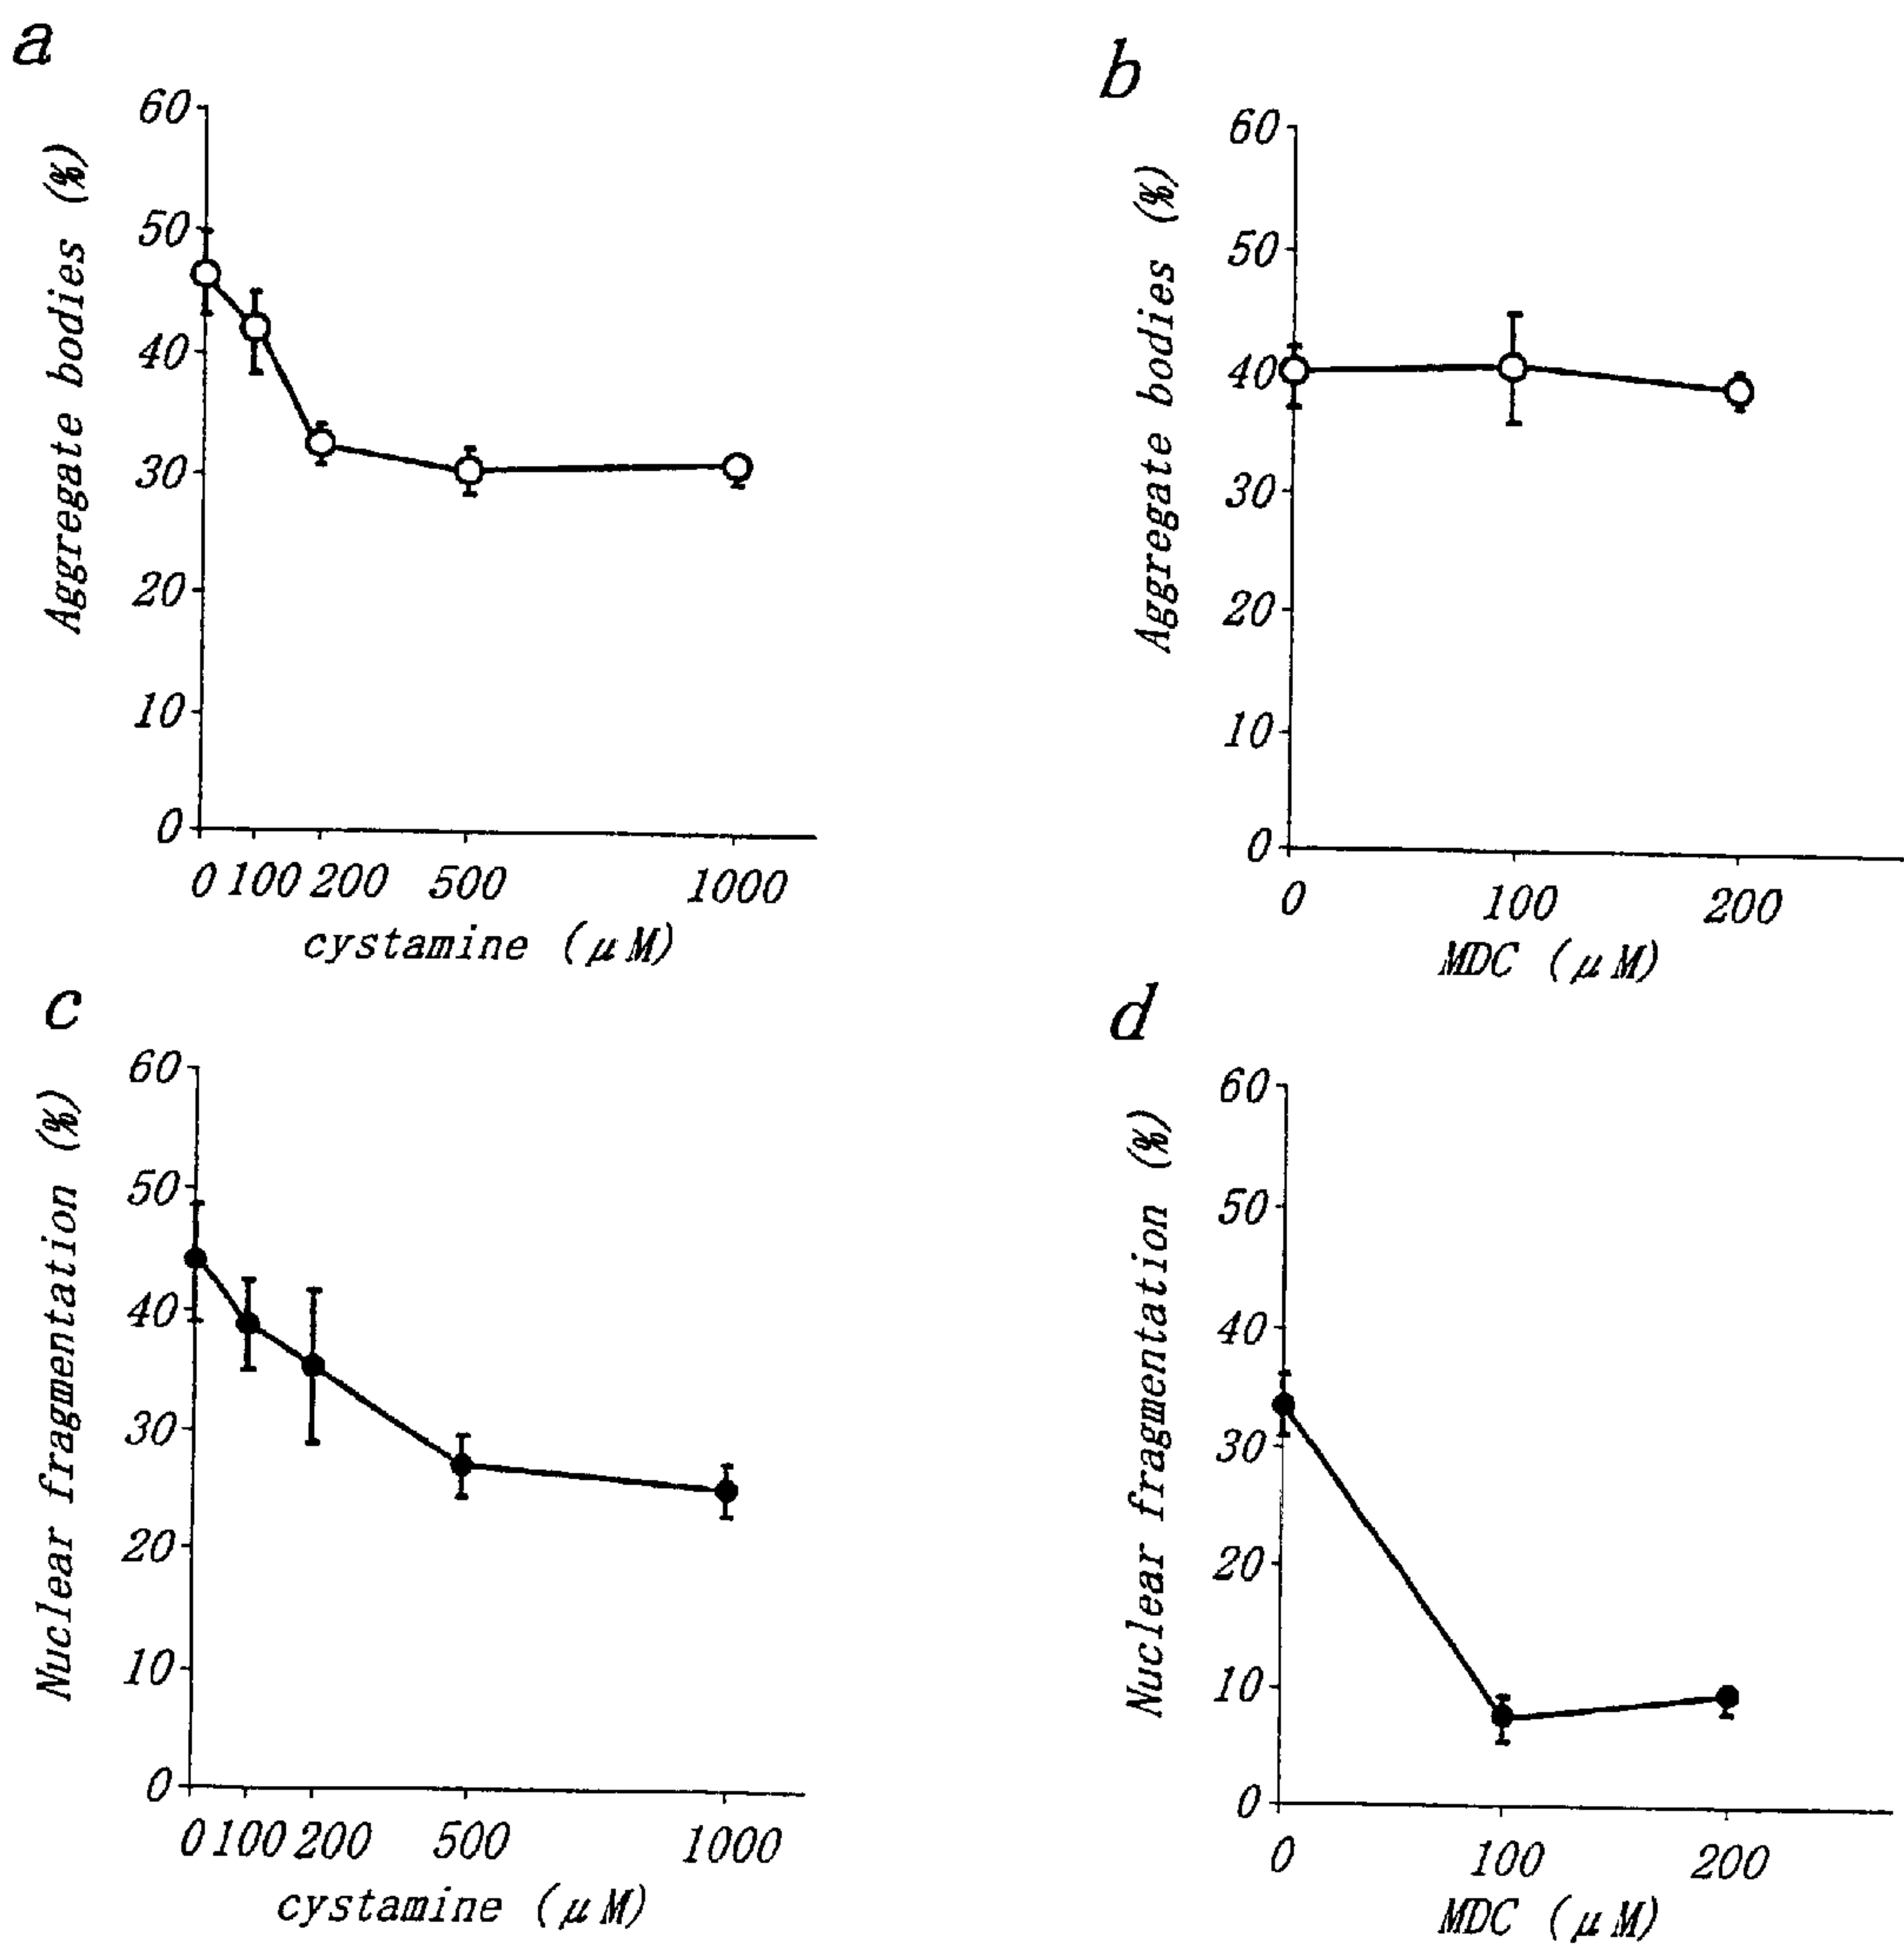 a
60
50
40
30
20
10
0
Aggregate bodies (%)
0 100 200 500 1000
cystamine (μM)
b
60
50
40
30
20
10
0
Aggregate bodies (%)
0 100 200
MDC (μM)
c
60
50
40
30
20
10
0
Nuclear fragmentation (%)
0 100 200 500 1000
cystamine (μM)
d
60
50
40
30
20
10
0
Nuclear fragmentation (%)
0 100 200
MDC (μM)